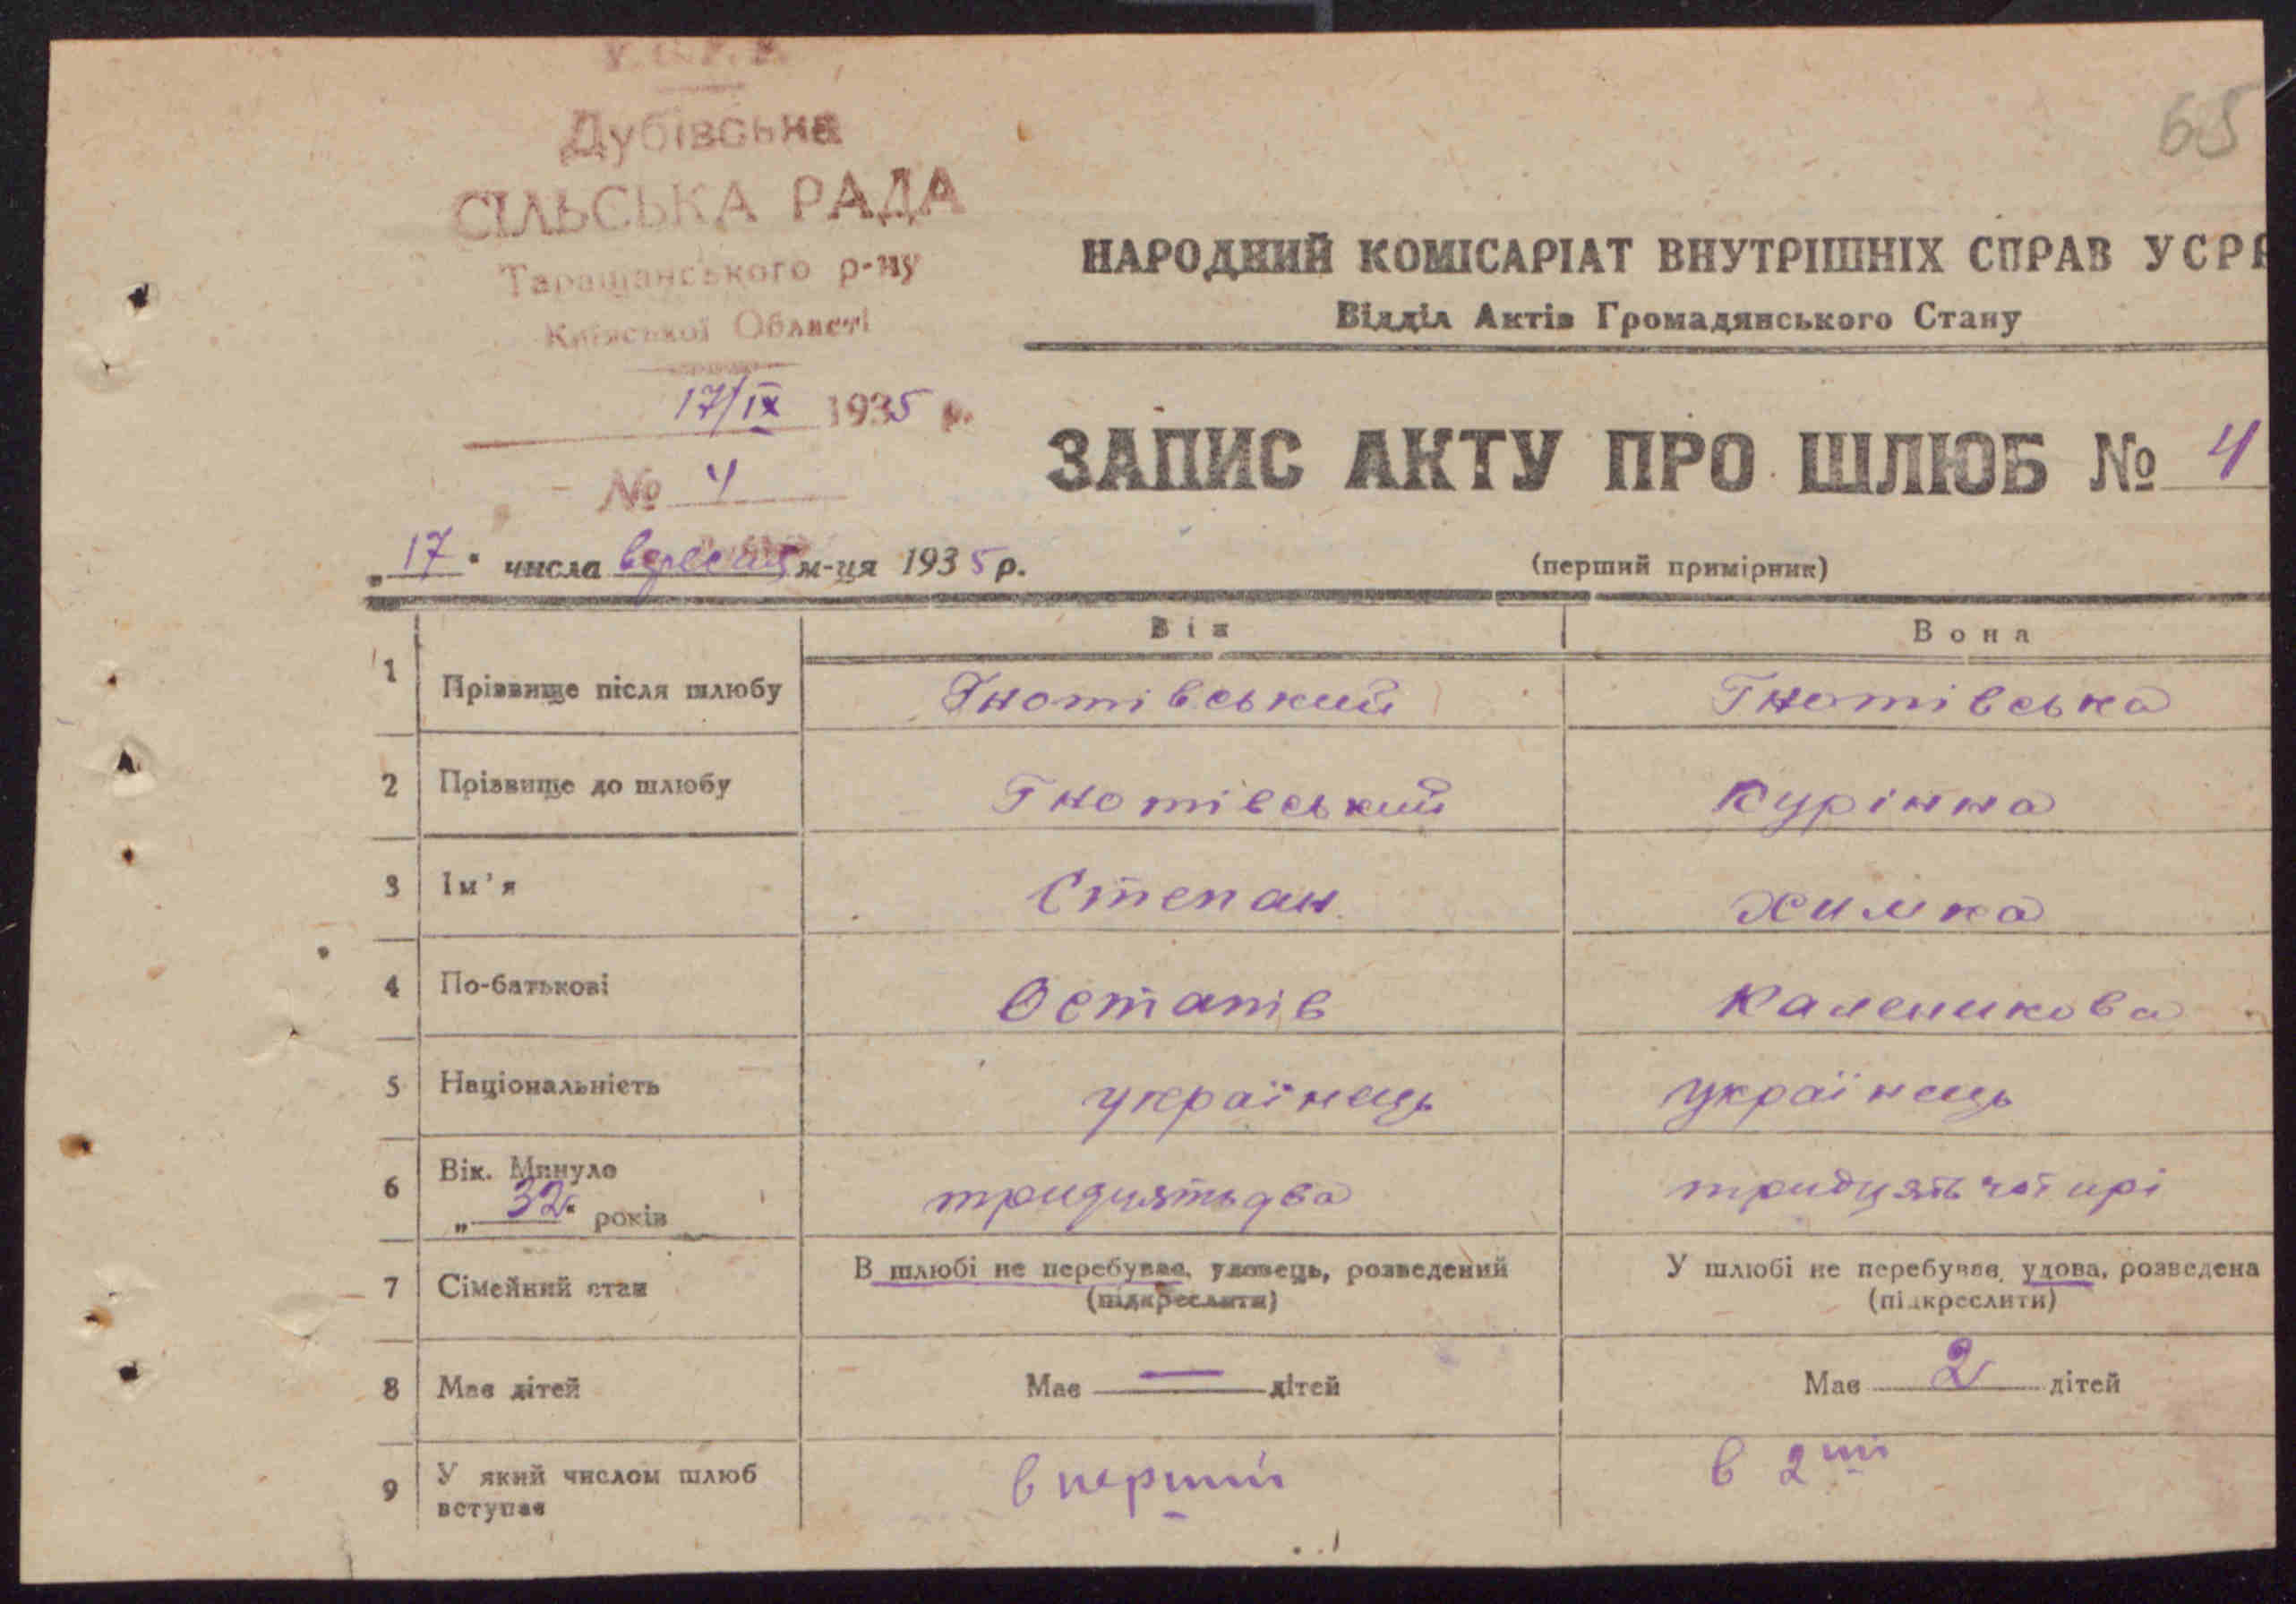 У.С.Р.Р.
Дубівська
СІЛЬСЬКА РАДА
Таращанського р-ну
Київської Області
17/IX 1935 р.
№ 4
65
НАРОДНИЙ КОМІСАРІАТ ВНУТРІШНІХ СПРАВ УСРР
Відділ Актів Громадянського Стану
ЗАПИС АКТУ ПРО ШЛЮБ № 4
„17“ числа вересня м-ця 1935 р.
(перший примірник)
Він Вона
1 Прізвище після шлюбу Гнотівський Гнотівська
2 Прізвище до шлюбу Гнотівський Курінна
3 Ім’я Степан Химка
4 По-батькові Остапів Каленикова
5 Національність українець українець
6 Вік. Минуло тридцять два тридцять чотирі
„32“ років
7 Сімейний стан В шлюбі не перебуває, удовець, розведений У шлюбі не перебуває, удова, розведена
(підкреслити) (підкреслити)
8 Має дітей Має — дітей Має 2 дітей
9 У який числом шлюб вперший в 2ий
вступає